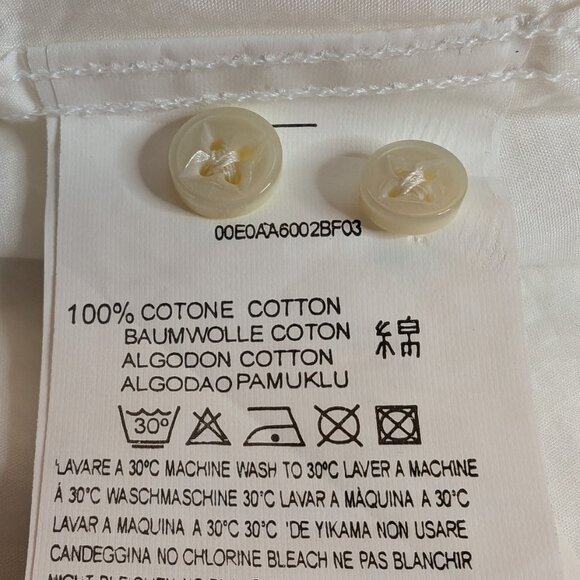 00E0AA6002BF03
100% COTONE COTTON
BAUMWOLLE COTON
ALGODON COTTON
ALGODAO PAMUKLU
綿
30°
LAVARE A 30°C MACHINE WASH TO 30°C LAVER A MACHINE
Á 30°C WASCHMASCHINE 30°C LAVAR A MÀQUINA A 30°C
LAVAR A MAQUINA A 30°C 30°C 'DE YIKAMA NON USARE
CANDEGGINA NO CHLORINE BLEACH NE PAS BLANCHIR